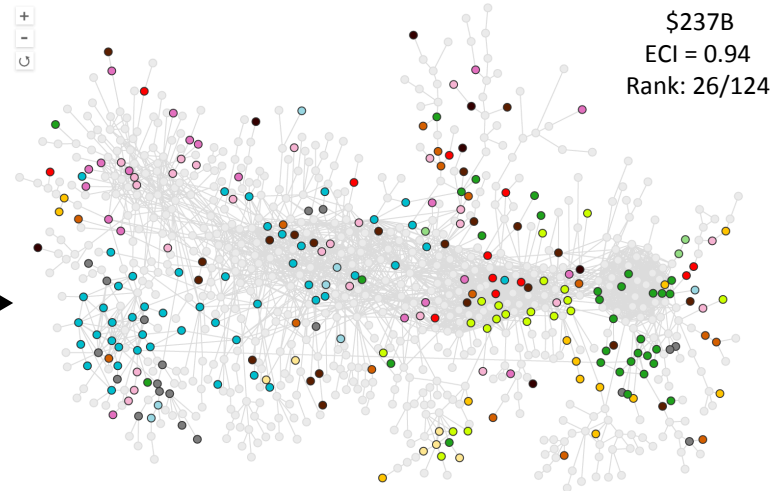 +
-
$237B
ECI = 0.94
Rank: 26/124